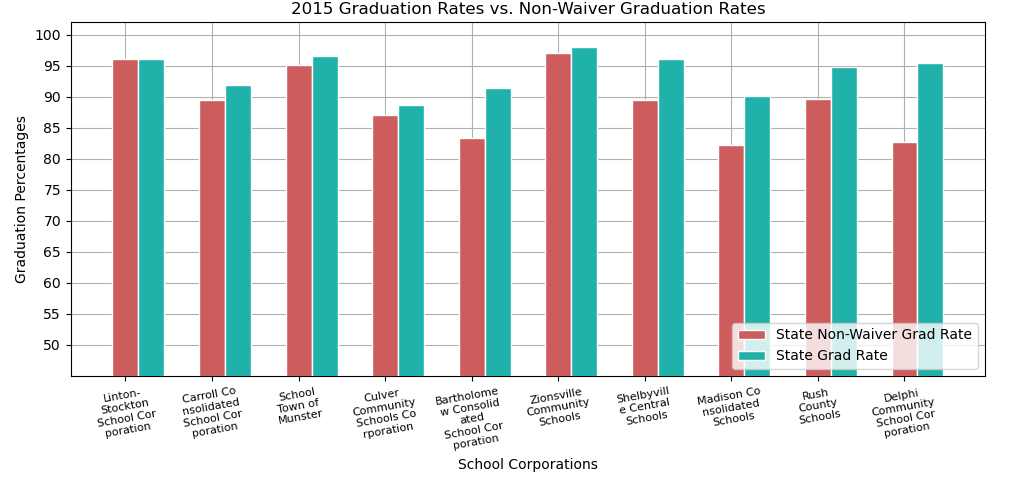 2015 Graduation Rates vs. Non-Waiver Graduation Rates
Graduation Percentages
100
95
90
85
80
75
70
65
60
55
50
State Non-Waiver Grad Rate
State Grad Rate
Linton-
Stockton
School Cor
poration
Carroll Co
nsolidated
School Cor
poration
School
Town of
Munster
Culver
Community
Schools Co
rporation
Bartholome
w Consolid
ated
School Cor
poration
Zionsville
Community
Schools
Shelbyvill
e Central
Schools
Madison Co
nsolidated
Schools
Rush
County
Schools
Delphi
Community
School Cor
poration
School Corporations